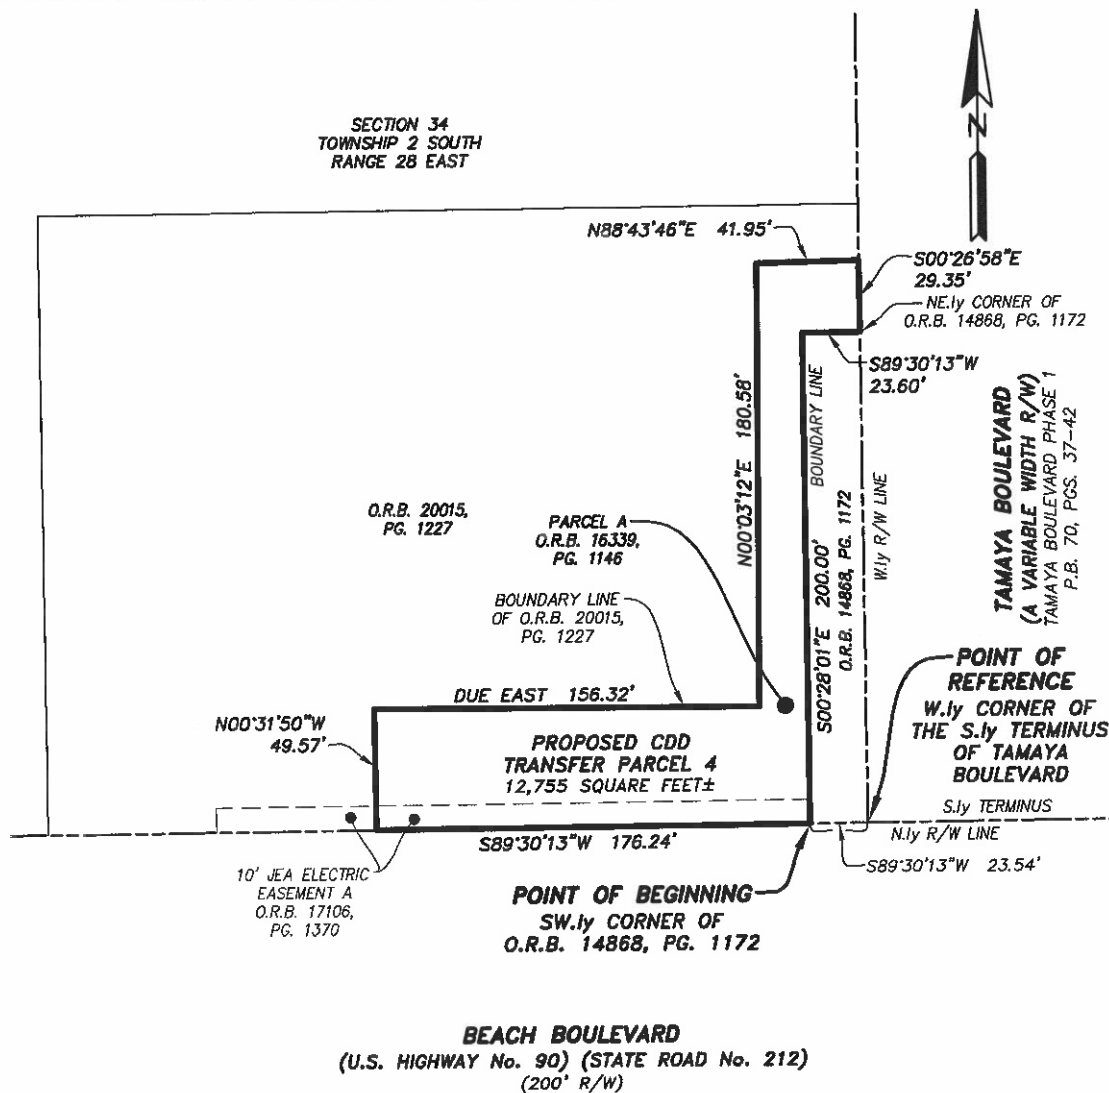 SECTION 34
TOWNSHIP 2 SOUTH
RANGE 28 EAST
N
N88°43'46"E 41.95'
S00°26'58"E
29.35'
NE.ly CORNER OF
O.R.B. 14868, PG. 1172
S89°30'13"W
23.60'
BOUNDARY LINE
N00°03'12"E 180.58'
S00°28'01"E 200.00'
O.R.B. 14868, PG. 1172
W.ly R/W LINE
TAMAYA BOULEVARD
(A VARIABLE WIDTH R/W)
TAMAYA BOULEVARD PHASE 1
P.B. 70, PGS. 37-42
O.R.B. 20015,
PG. 1227
PARCEL A
O.R.B. 16339,
PG. 1146
BOUNDARY LINE
OF O.R.B. 20015,
PG. 1227
DUE EAST 156.32'
N00°31'50"W
49.57'
PROPOSED CDD
TRANSFER PARCEL 4
12,755 SQUARE FEET±
POINT OF
REFERENCE
W.ly CORNER OF
THE S.ly TERMINUS
OF TAMAYA
BOULEVARD
S.ly TERMINUS
N.ly R/W LINE
S89°30'13"W 176.24'
S89°30'13"W 23.54'
10' JEA ELECTRIC
EASEMENT A
O.R.B. 17106,
PG. 1370
POINT OF BEGINNING
SW.ly CORNER OF
O.R.B. 14868, PG. 1172
BEACH BOULEVARD
(U.S. HIGHWAY No. 90) (STATE ROAD No. 212)
(200' R/W)